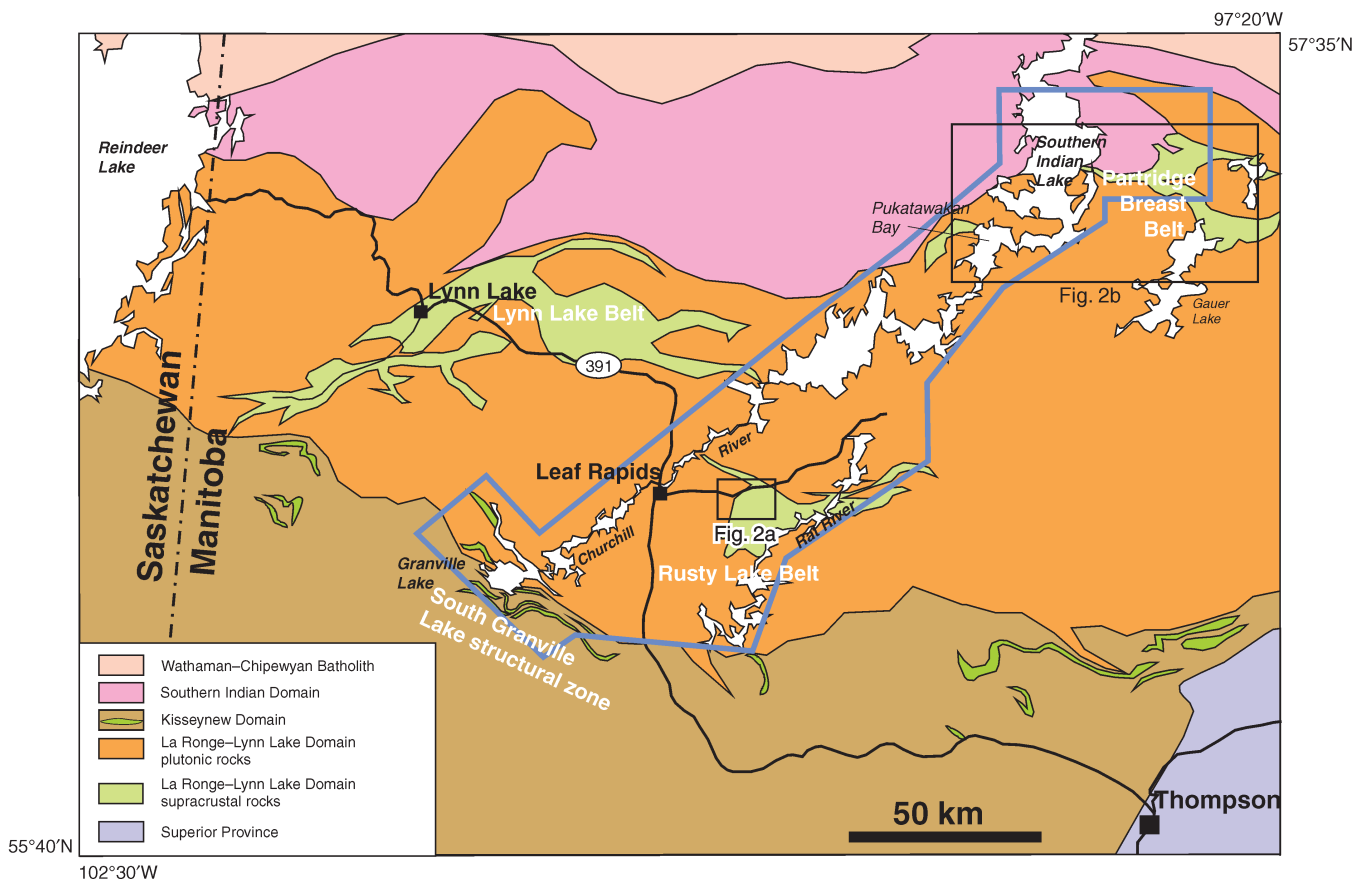 97°20′W
57°35′N
Reindeer
Lake
Southern
Indian
Lake
Partridge
Breast
Belt
Pukatawakan
Bay
Fig. 2b
Gauer
Lake
Lynn Lake
Lynn Lake Belt
391
Saskatchewan
Manitoba
River
Leaf Rapids
Churchill
Fig. 2a
Rat River
Rusty Lake Belt
Granville
Lake
South Granville
Lake structural zone
Wathaman–Chipewyan Batholith
Southern Indian Domain
Kisseynew Domain
La Ronge–Lynn Lake Domain
plutonic rocks
La Ronge–Lynn Lake Domain
supracrustal rocks
Superior Province
50 km
Thompson
55°40′N
102°30′W